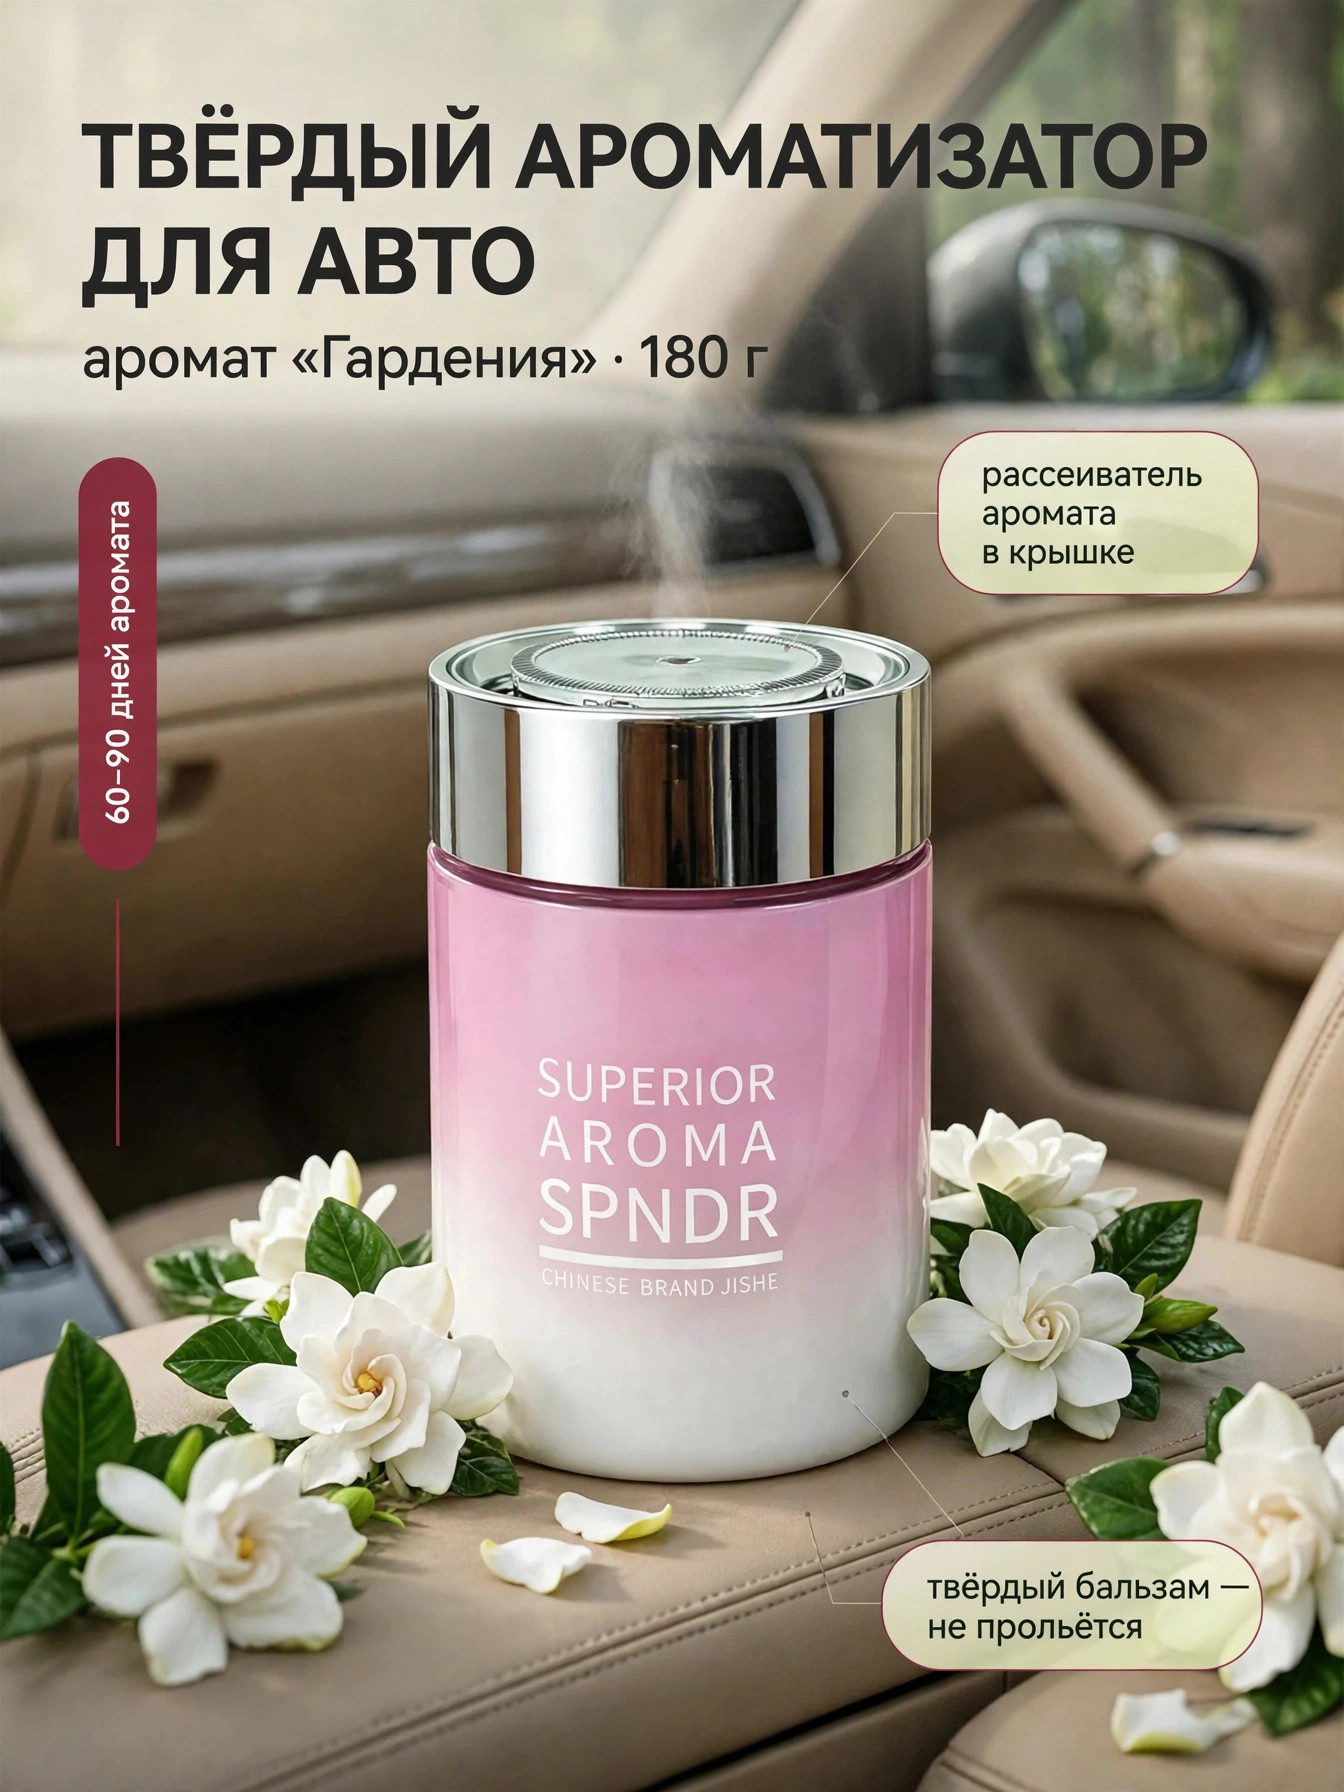 ТВЁРДЫЙ АРОМАТИЗАТОР
ДЛЯ АВТО
аромат «Гардения» · 180 г
60–90 дней аромата
рассеиватель
аромата
в крышке
SUPERIOR
AROMA
SPNDR
CHINESE BRAND JISHE
твёрдый бальзам —
не прольётся